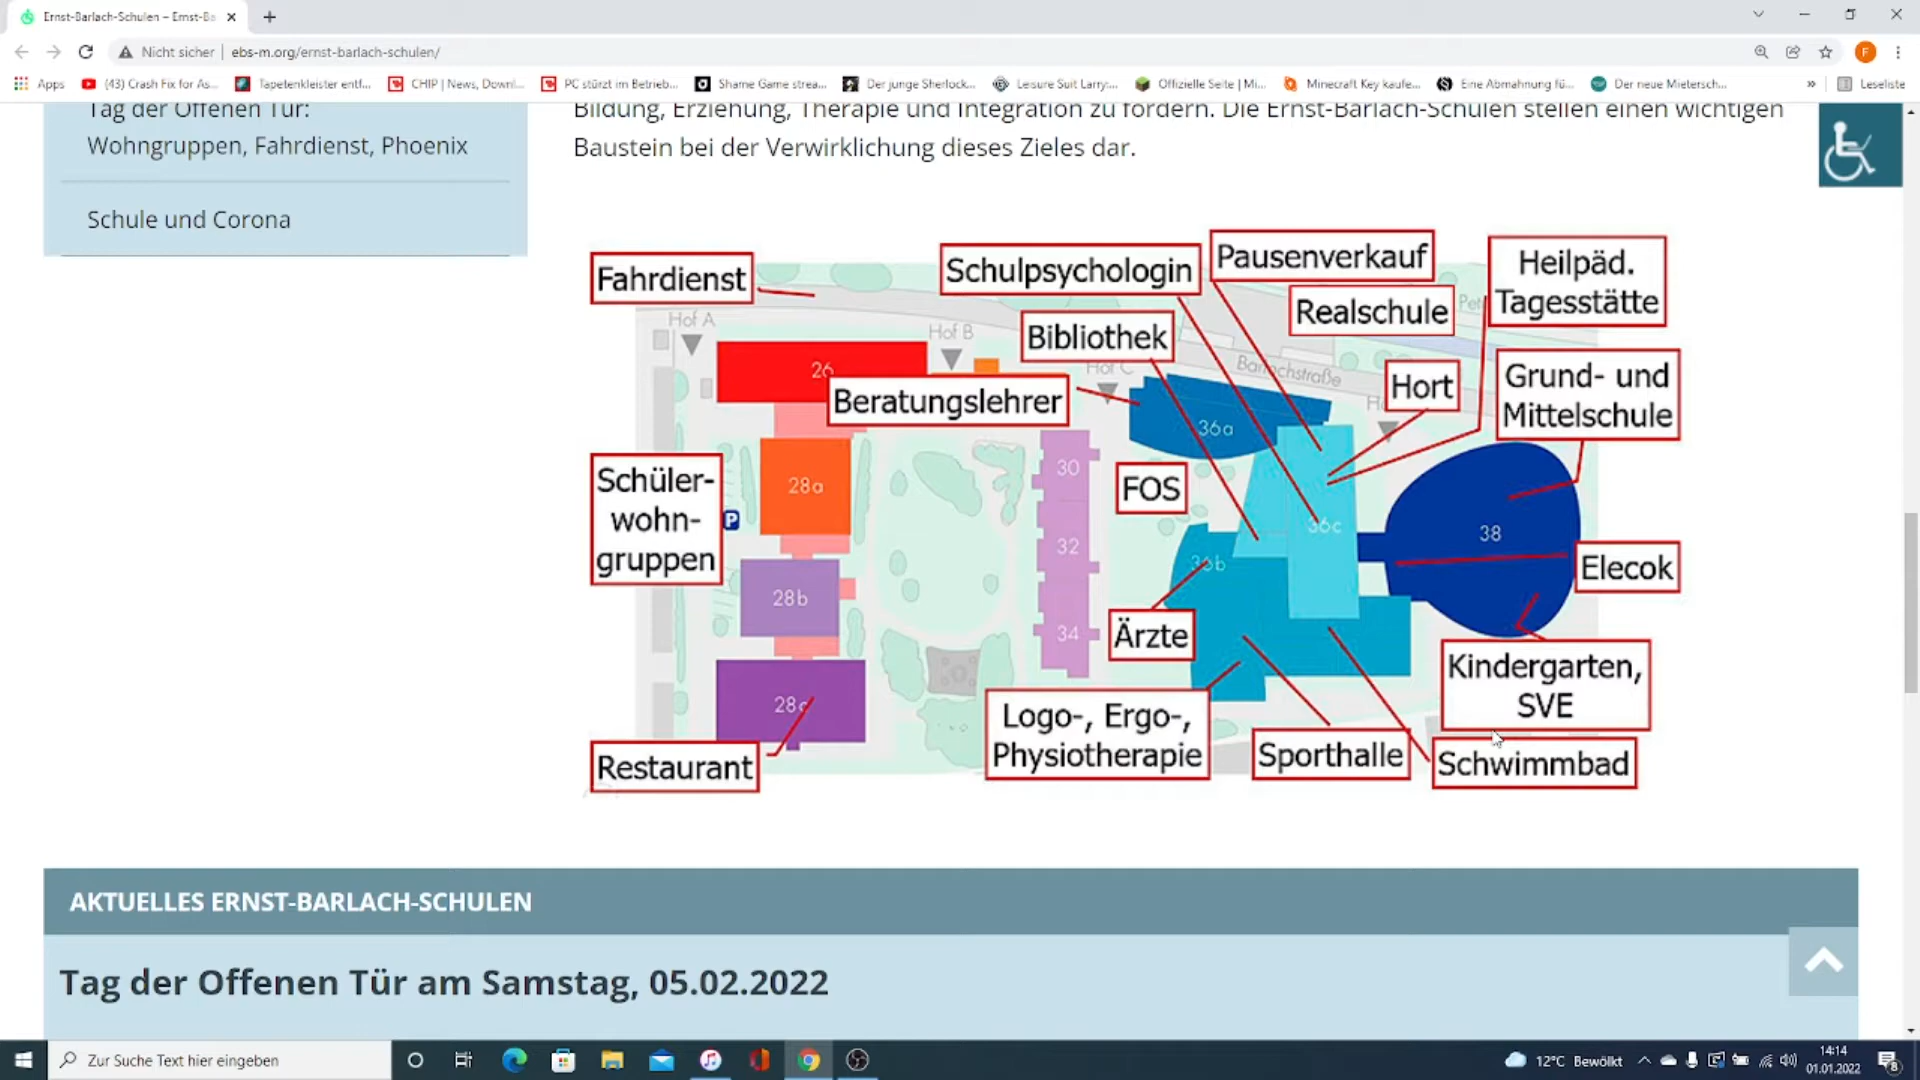 Ernst-Barlach-Schulen – Ernst-Ba
Nicht sicher
ebs-m.org/ernst-barlach-schulen/
F
Apps
(43) Crash Fix for As...
Tapetenkleister entf...
CHIP | News, Downl...
PC stürzt im Betrieb...
Shame Game strea...
Der junge Sherlock...
Leisure Suit Larry:...
Offizielle Seite | Mi...
Minecraft Key kaufe...
Eine Abmahnung fü...
Der neue Mietersch...
»
Leseliste
Tag der Offenen Tür:
Wohngruppen, Fahrdienst, Phoenix
Schule und Corona
Bildung, Erziehung, Therapie und Integration zu fördern. Die Ernst-Barlach-Schulen stellen einen wichtigen
Baustein bei der Verwirklichung dieses Zieles dar.
Fahrdienst
Schulpsychologin
Pausenverkauf
Heilpäd.
Tagesstätte
Realschule
Bibliothek
Hof A
Hof B
Hof C
Barlachstraße
26
Beratungslehrer
Hort
Grund- und
Mittelschule
36a
Schüler-
wohn-
gruppen
P
28a
30
FOS
36c
38
32
36b
Elecok
28b
34
Ärzte
Kindergarten,
SVE
28c
Logo-, Ergo-,
Physiotherapie
Sporthalle
Schwimmbad
Restaurant
AKTUELLES ERNST-BARLACH-SCHULEN
Tag der Offenen Tür am Samstag, 05.02.2022
Zur Suche Text hier eingeben
12°C Bewölkt
14:14
01.01.2022
8